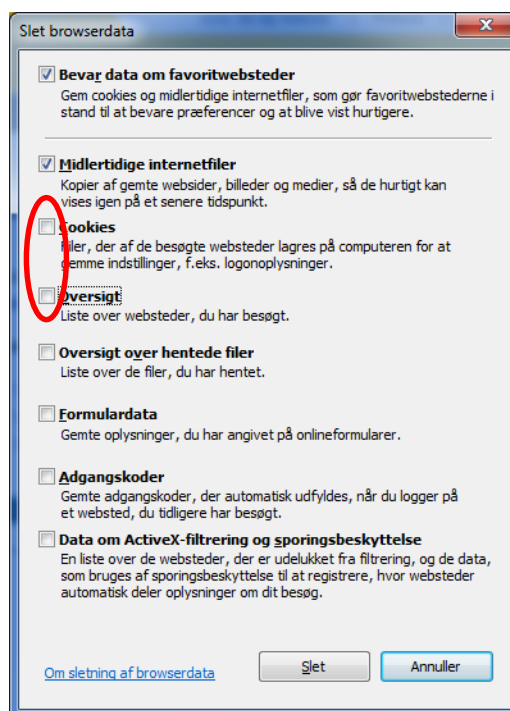 Slet browserdata
Bevar data om favoritwebsteder
Gem cookies og midlertidige internetfiler, som gør favoritwebstederne i
stand til at bevare præferencer og at blive vist hurtigere.
Midlertidige internetfiler
Kopier af gemte websider, billeder og medier, så de hurtigt kan
vises igen på et senere tidspunkt.
Cookies
Filer, der af de besøgte websteder lagres på computeren for at
gemme indstillinger, f.eks. logonoplysninger.
Oversigt
Liste over websteder, du har besøgt.
Oversigt over hentede filer
Liste over de filer, du har hentet.
Formulardata
Gemte oplysninger, du har angivet på onlineformularer.
Adgangskoder
Gemte adgangskoder, der automatisk udfyldes, når du logger på
et websted, du tidligere har besøgt.
Data om ActiveX-filtrering og sporingsbeskyttelse
En liste over de websteder, der er udelukket fra filtrering, og de data,
som bruges af sporingsbeskyttelse til at registrere, hvor websteder
automatisk deler oplysninger om dit besøg.
Om sletning af browserdata
Slet
Annuller